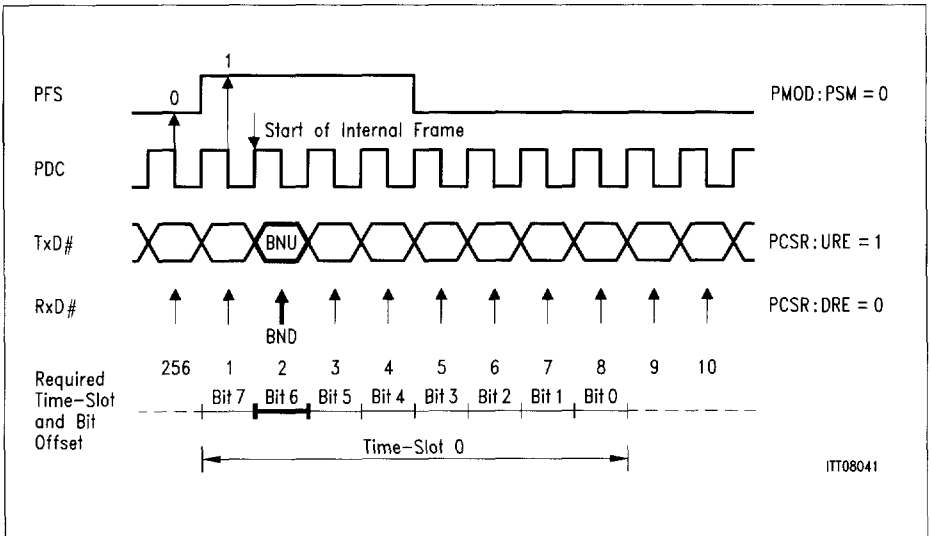 1
PFS
0
PMOD:PSM = 0
Start of Internal Frame
PDC
TxD#
BNU
PCSR:URE = 1
RxD#
PCSR:DRE = 0
BND
256 1 2 3 4 5 6 7 8 9 10
Required
Time-Slot
and Bit
Offset
Bit 7 Bit 6 Bit 5 Bit 4 Bit 3 Bit 2 Bit 1 Bit 0
Time-Slot 0
ITT08041